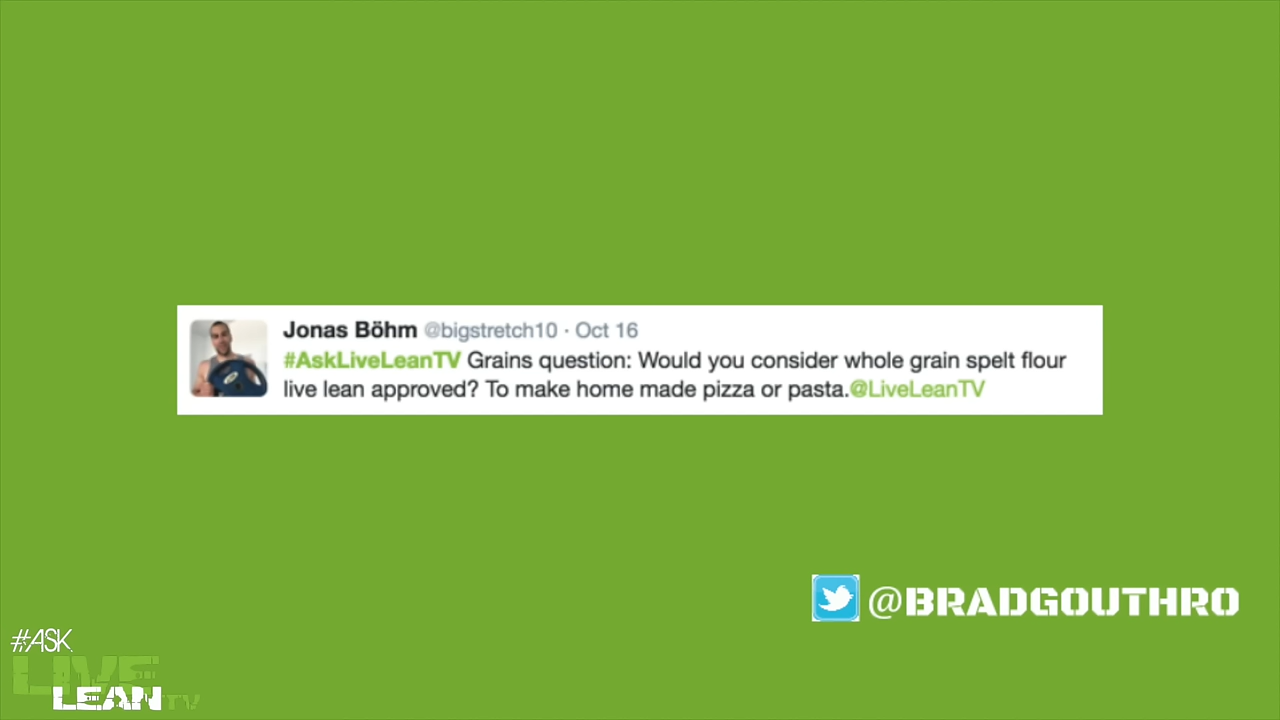 Jonas Böhm @bigstretch10 · Oct 16
#AskLiveLeanTV Grains question: Would you consider whole grain spelt flour
live lean approved? To make home made pizza or pasta.@LiveLeanTV
@BRADGOUTHRO
#ASK
LIVE
LEAN TV